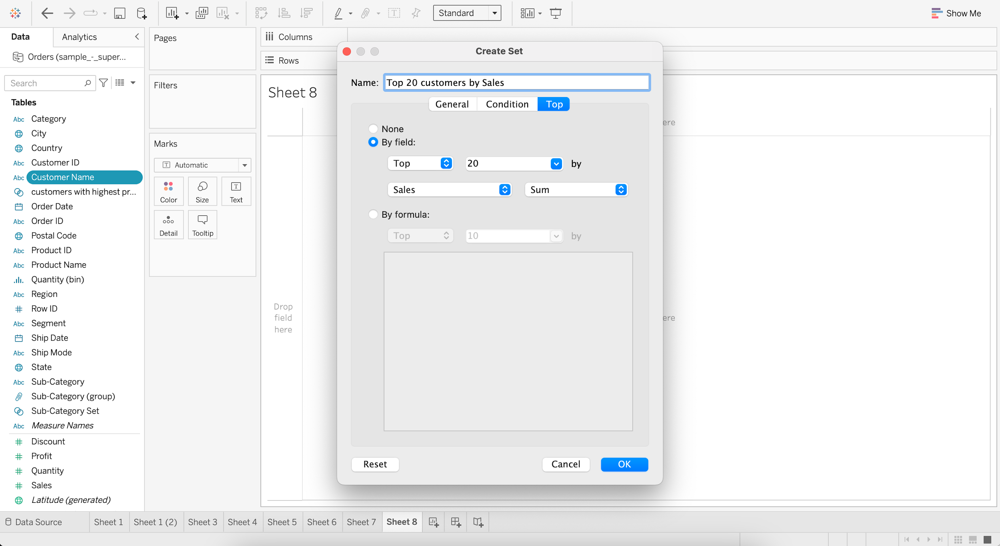 Standard
Show Me
Data
Analytics
Orders (sample_-_super...
Search
Tables
Abc Category
City
Country
Abc Customer ID
Abc Customer Name
customers with highest pr...
Order Date
Abc Order ID
Postal Code
Abc Product ID
Abc Product Name
Quantity (bin)
Abc Region
Row ID
Abc Segment
Ship Date
Abc Ship Mode
State
Abc Sub-Category
Sub-Category (group)
Sub-Category Set
Abc Measure Names
Discount
Profit
Quantity
Sales
Latitude (generated)
Pages
Filters
Marks
Automatic
Color
Size
Text
Detail
Tooltip
Columns
Rows
Sheet 8
Drop
field
here
ere
ere
Create Set
Name: Top 20 customers by Sales
General Condition Top
None
By field:
Top 20 by
Sales Sum
By formula:
Top 10 by
Reset Cancel OK
Data Source Sheet 1 Sheet 1 (2) Sheet 3 Sheet 4 Sheet 5 Sheet 6 Sheet 7 Sheet 8